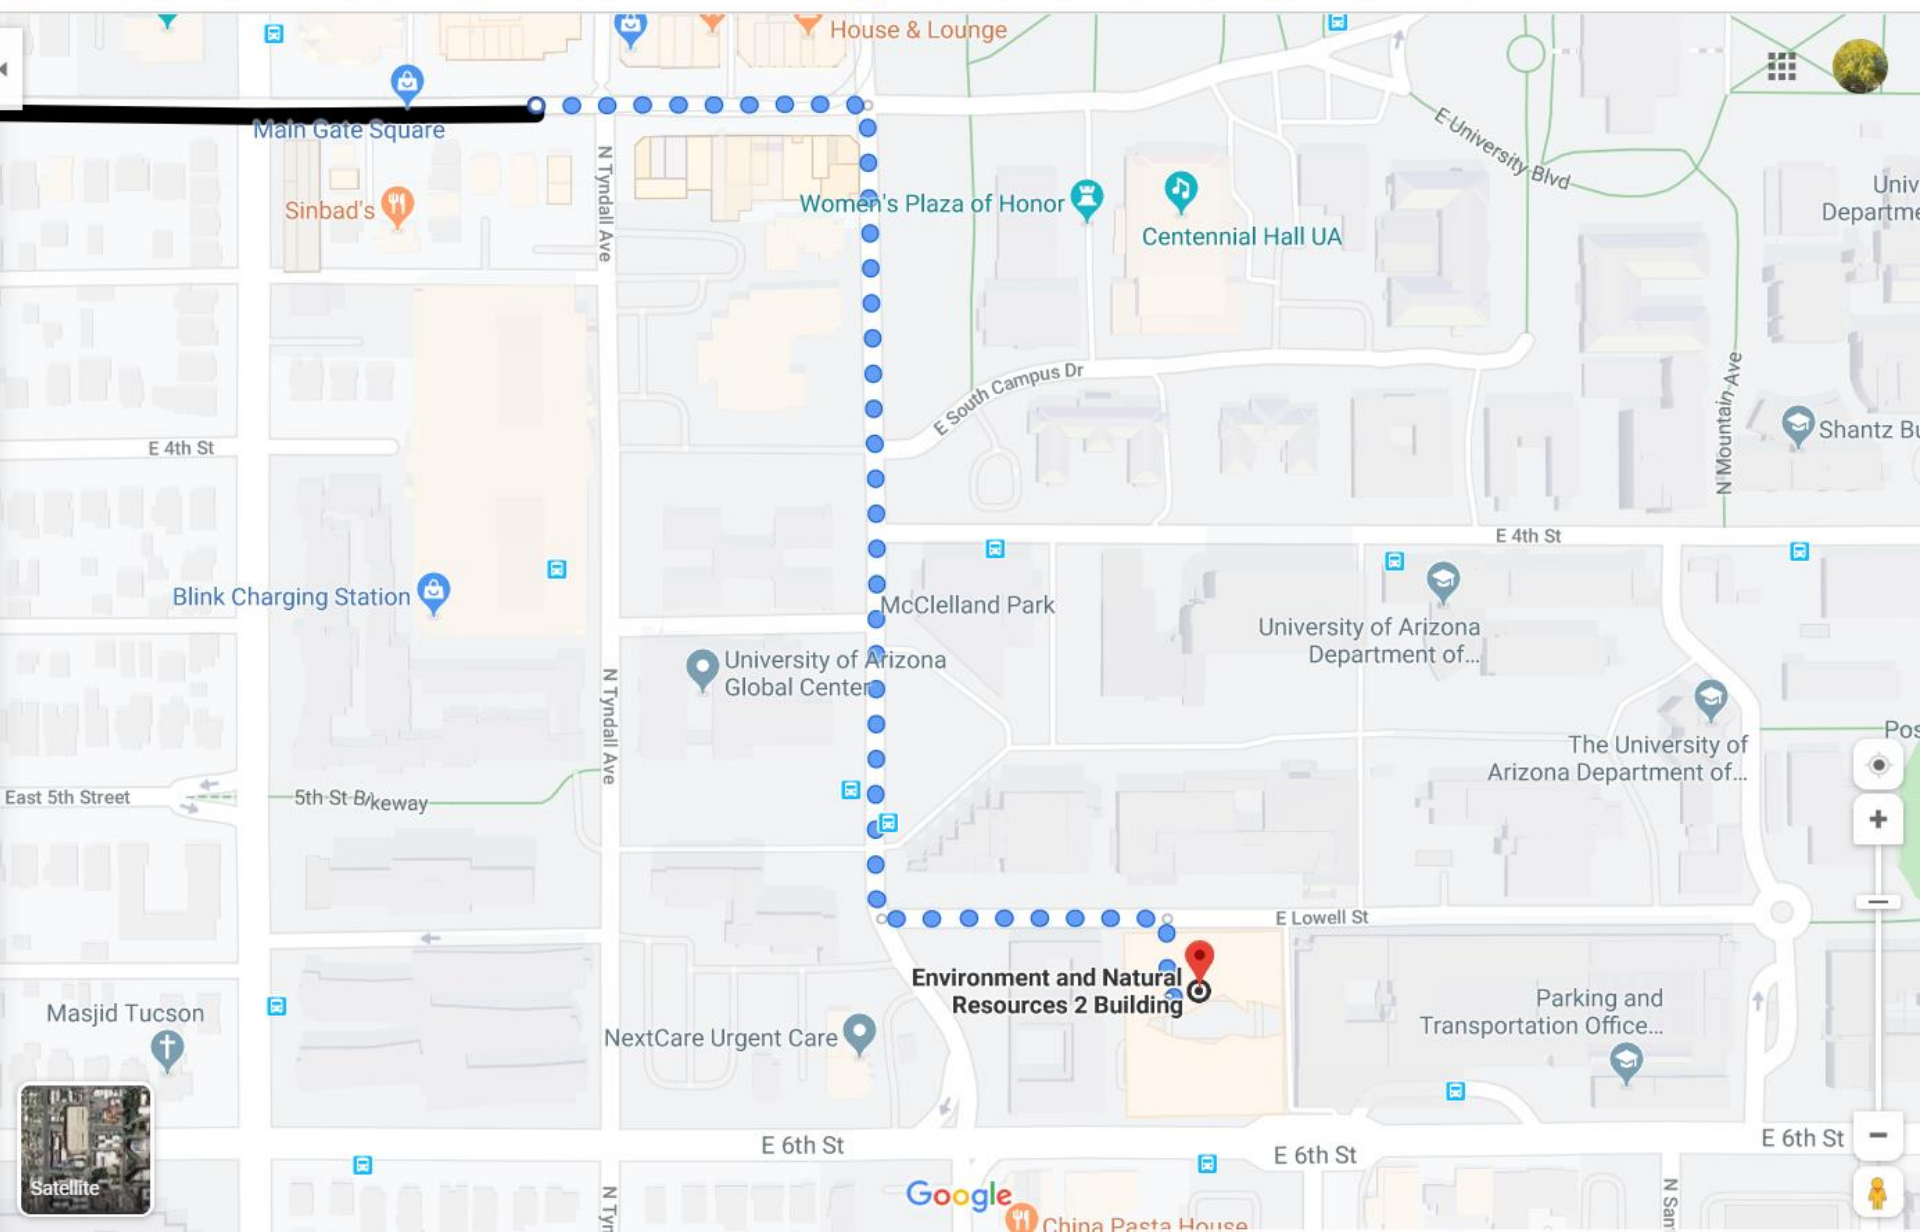 House & Lounge
Main Gate Square
E University Blvd
N Tyndall Ave
Sinbad's
Women's Plaza of Honor
Centennial Hall UA
Univ
Departme
E South Campus Dr
N Mountain Ave
E 4th St
Shantz Bu
E 4th St
Blink Charging Station
McClelland Park
University of Arizona
Department of...
University of Arizona
Global Center
N Tyndall Ave
The University of
Arizona Department of...
Pos
East 5th Street
5th St Bikeway
E Lowell St
Environment and Natural
Resources 2 Building
Masjid Tucson
NextCare Urgent Care
Parking and
Transportation Office...
E 6th St
E 6th St
E 6th St
Satellite
Google
N Tyn
N San
China Pasta House